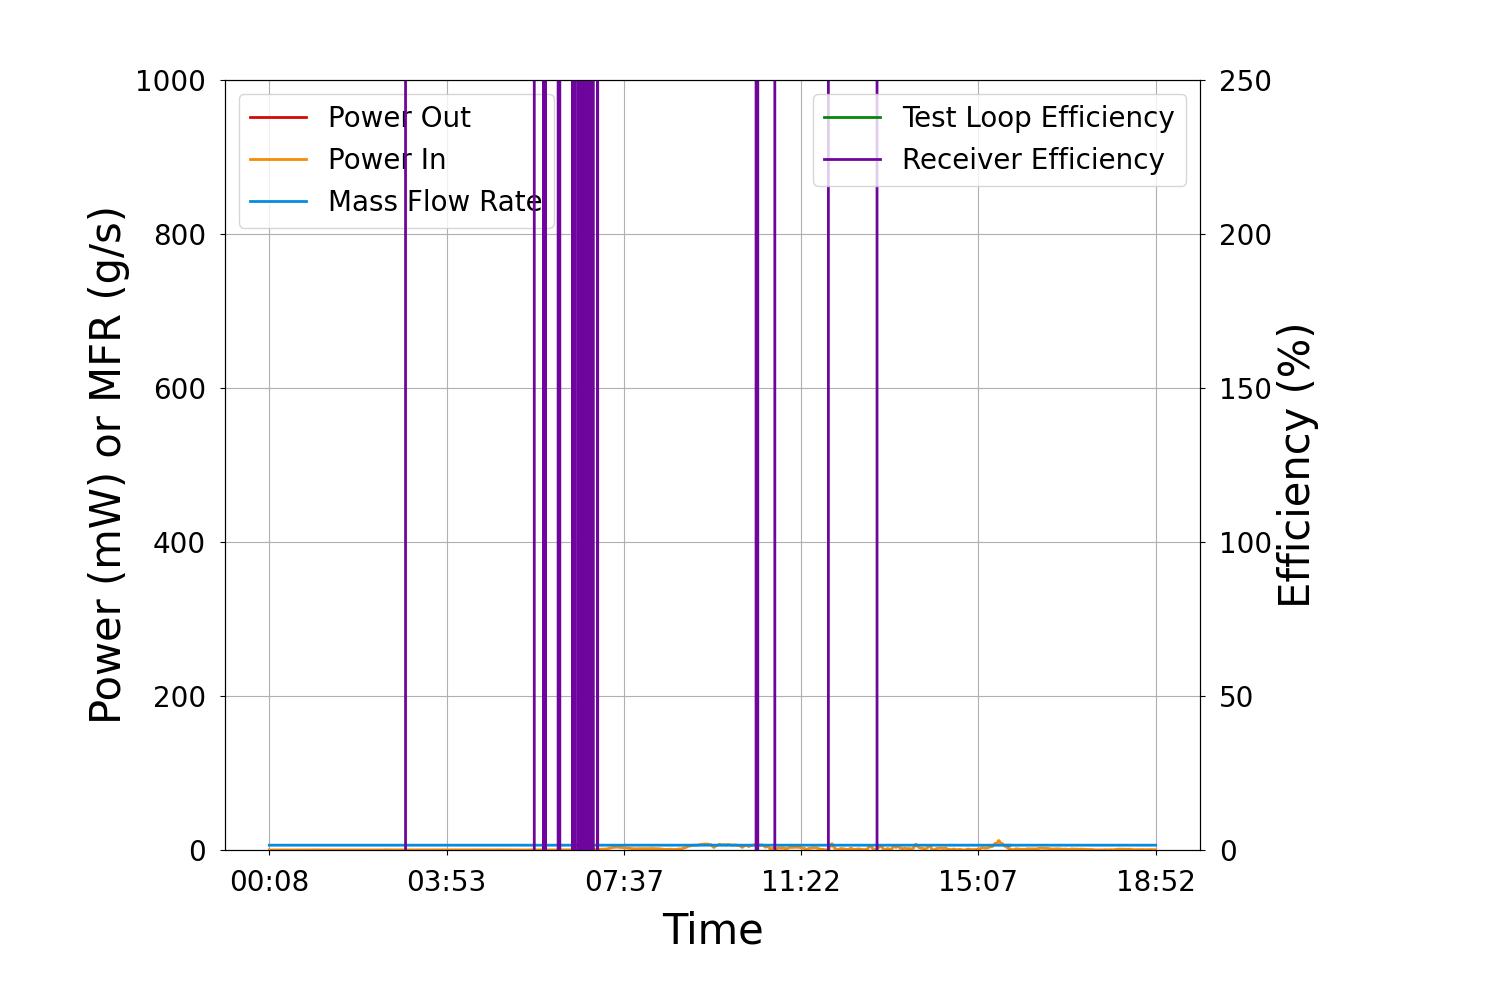 Power Out
Power In
Mass Flow Rate
Test Loop Efficiency
Receiver Efficiency
Power (mW) or MFR (g/s)
1000
800
600
400
200
0
250
200
150
100
50
0
Efficiency (%)
00:08 03:53 07:37 11:22 15:07 18:52
Time